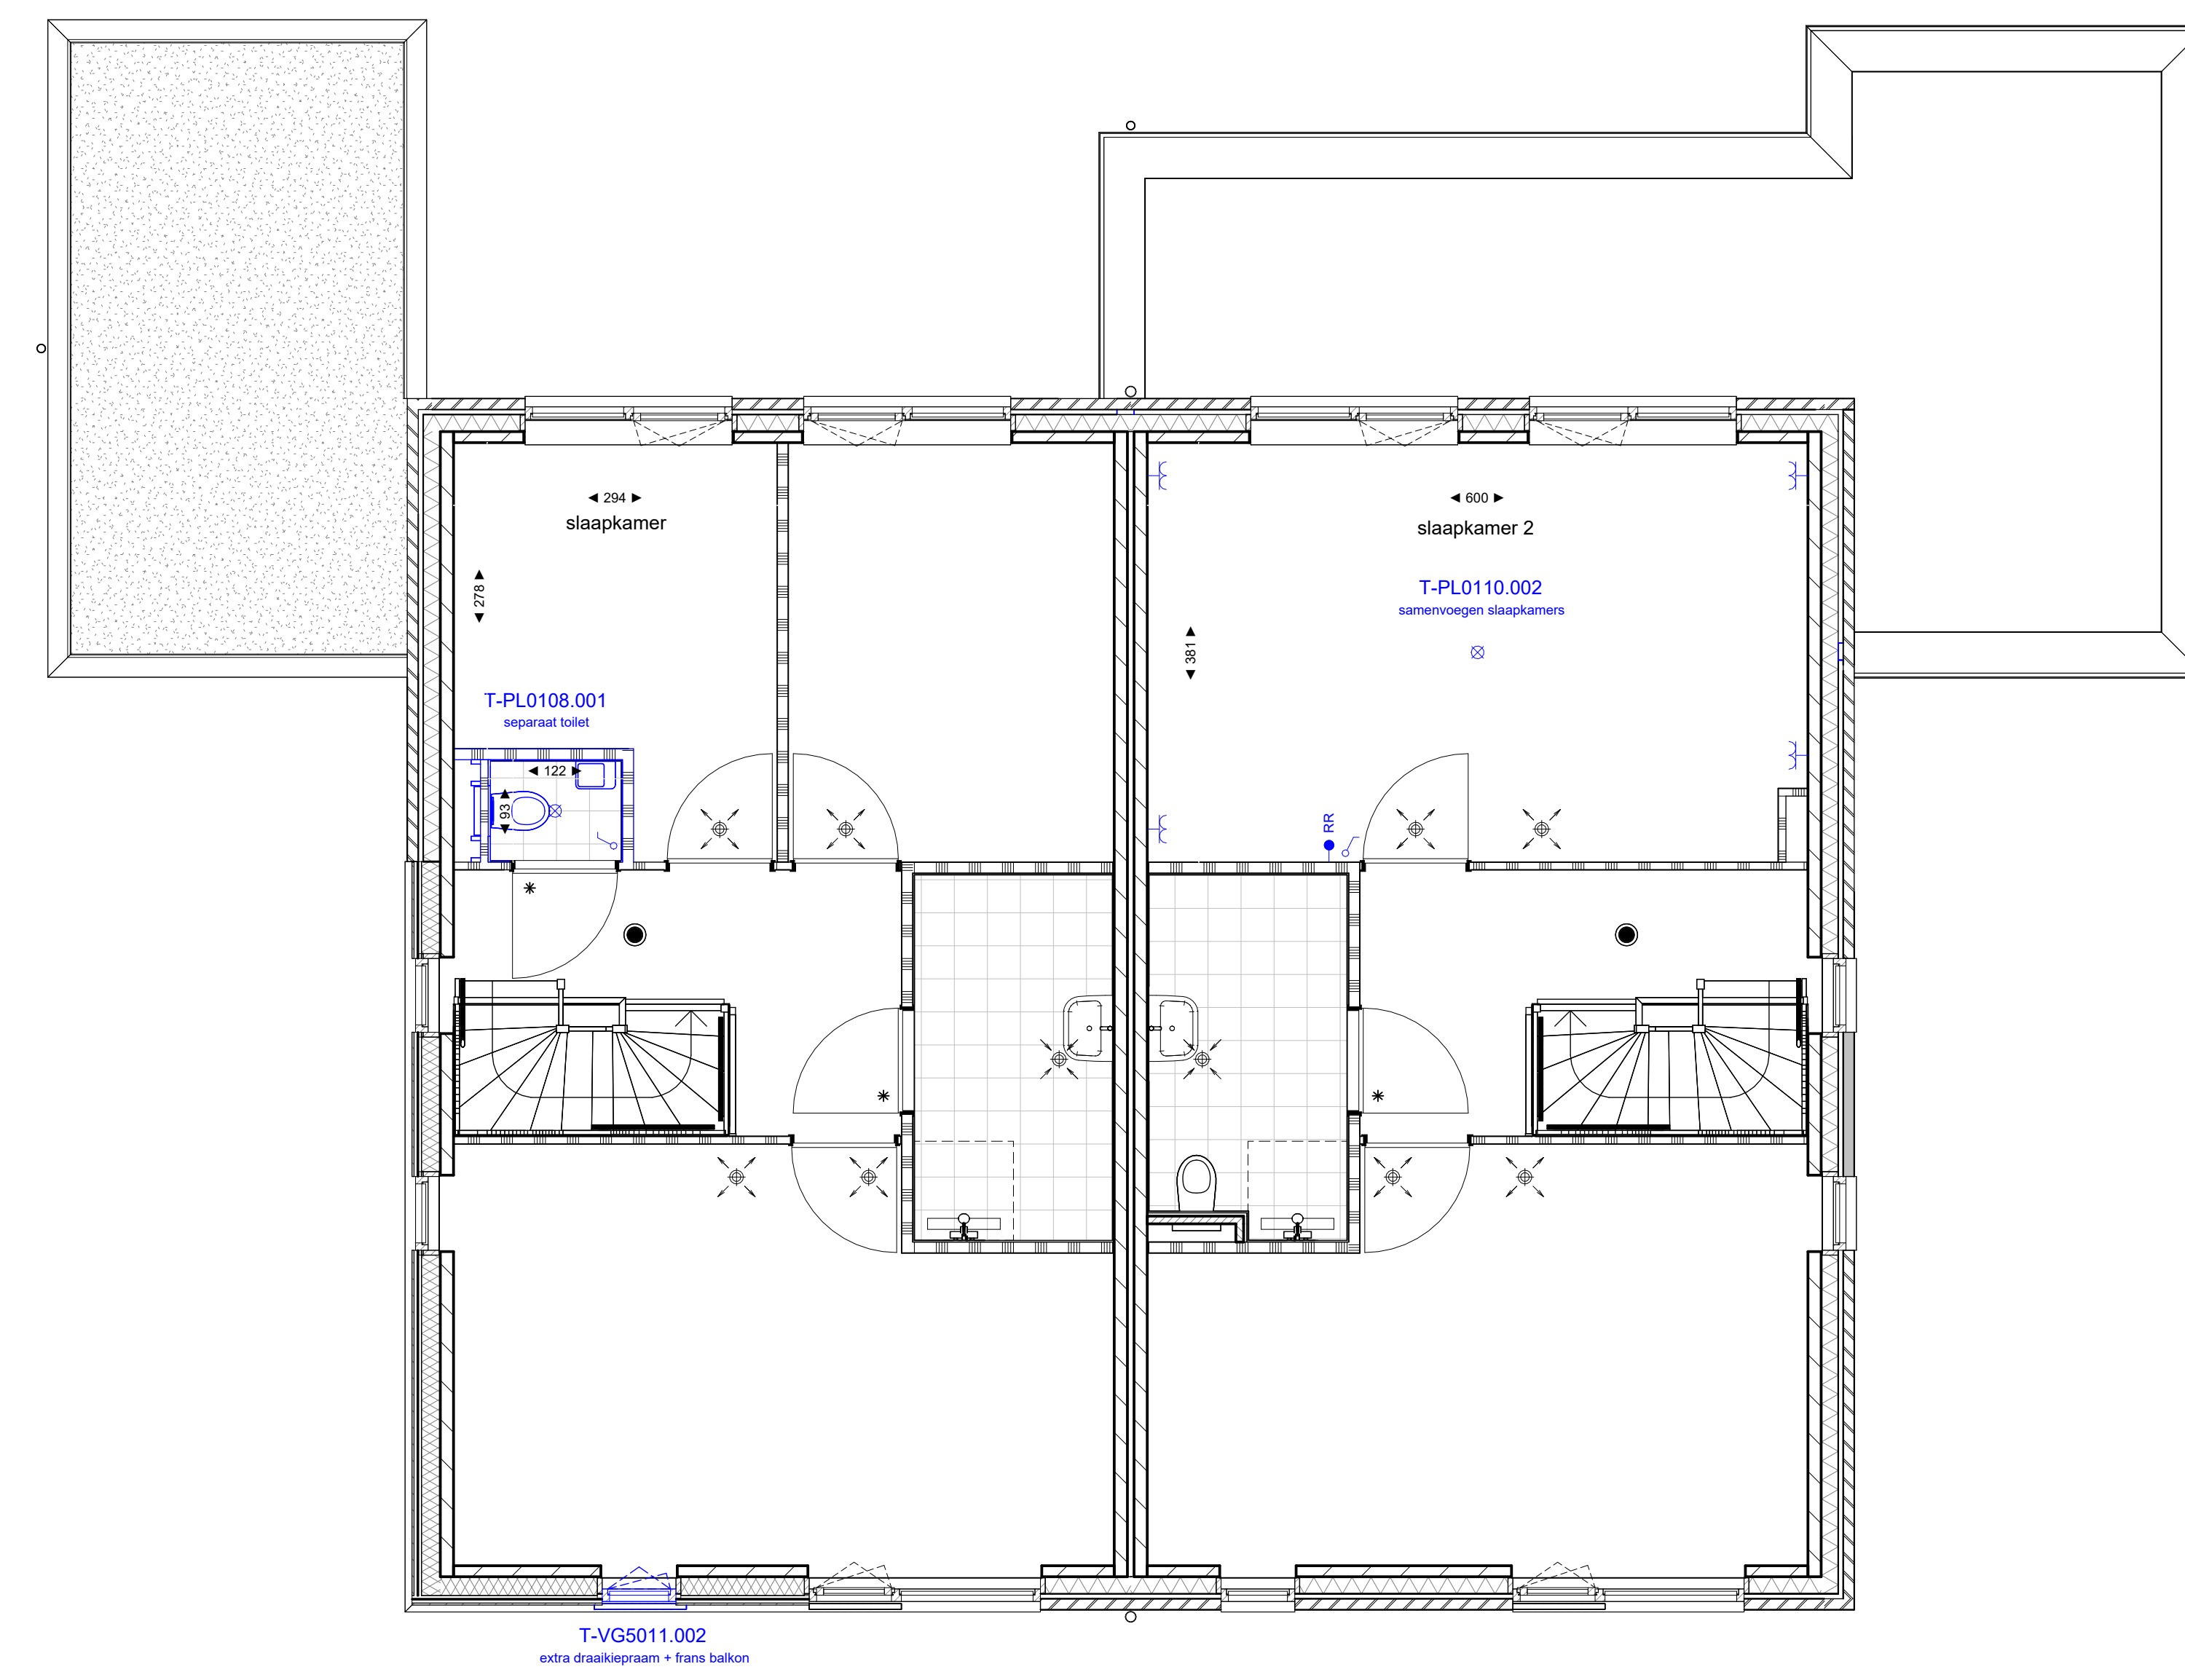 294
slaapkamer
278
600
slaapkamer 2
T-PL0110.002
samenvoegen slaapkamers
381
T-PL0108.001
separaat toilet
122
93
RR
T-VG5011.002
extra draaikiepraam + frans balkon